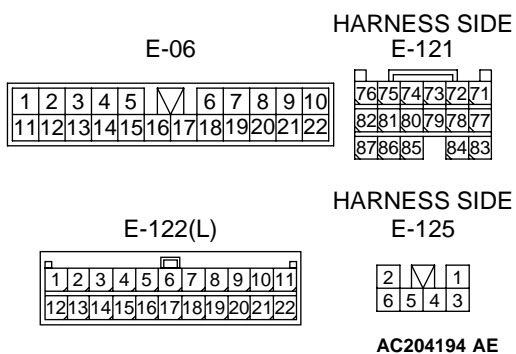 HARNESS SIDE
E-06
E-121
1 2 3 4 5 6 7 8 9 10
11 12 13 14 15 16 17 18 19 20 21 22
76 75 74 73 72 71
82 81 80 79 78 77
87 86 85 84 83
HARNESS SIDE
E-122(L)
E-125
1 2 3 4 5 6 7 8 9 10 11
12 13 14 15 16 17 18 19 20 21 22
2 1
6 5 4 3
AC204194 AE